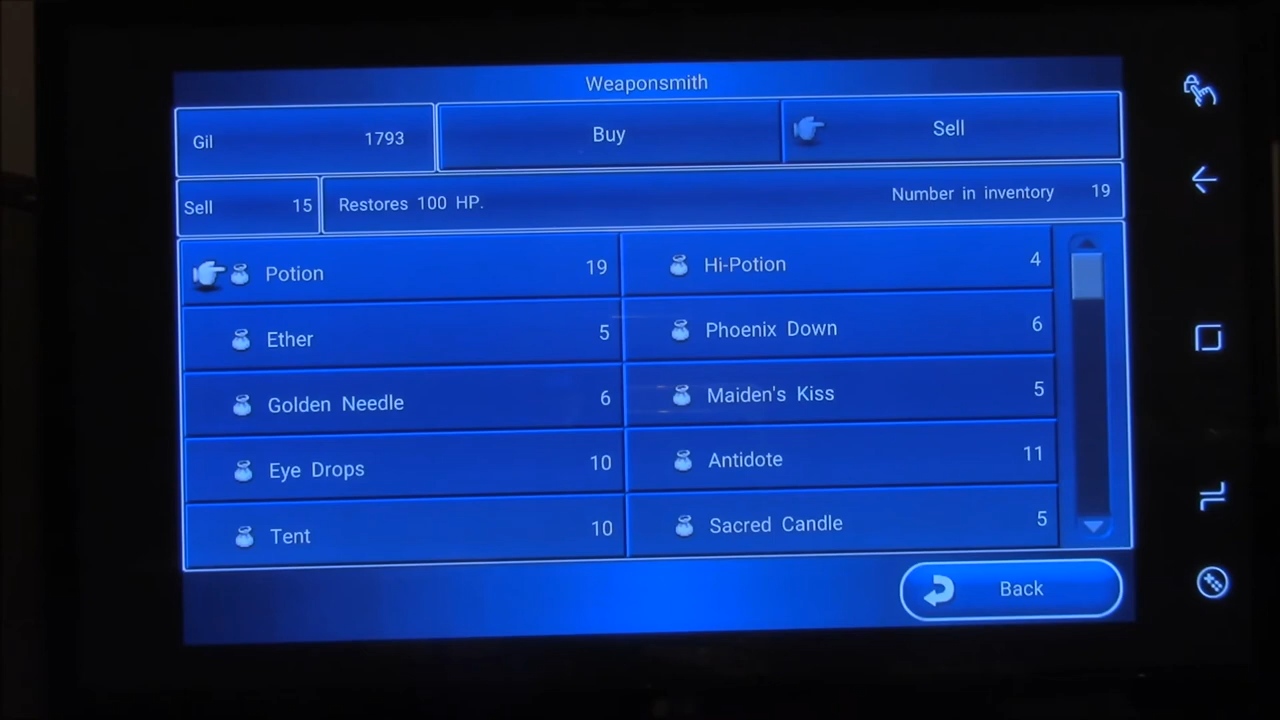 Weaponsmith
Gil 1793 Buy Sell
Sell 15 Restores 100 HP. Number in inventory 19
Potion 19 Hi-Potion 4
Ether 5 Phoenix Down 6
Golden Needle 6 Maiden's Kiss 5
Eye Drops 10 Antidote 11
Tent 10 Sacred Candle 5
Back